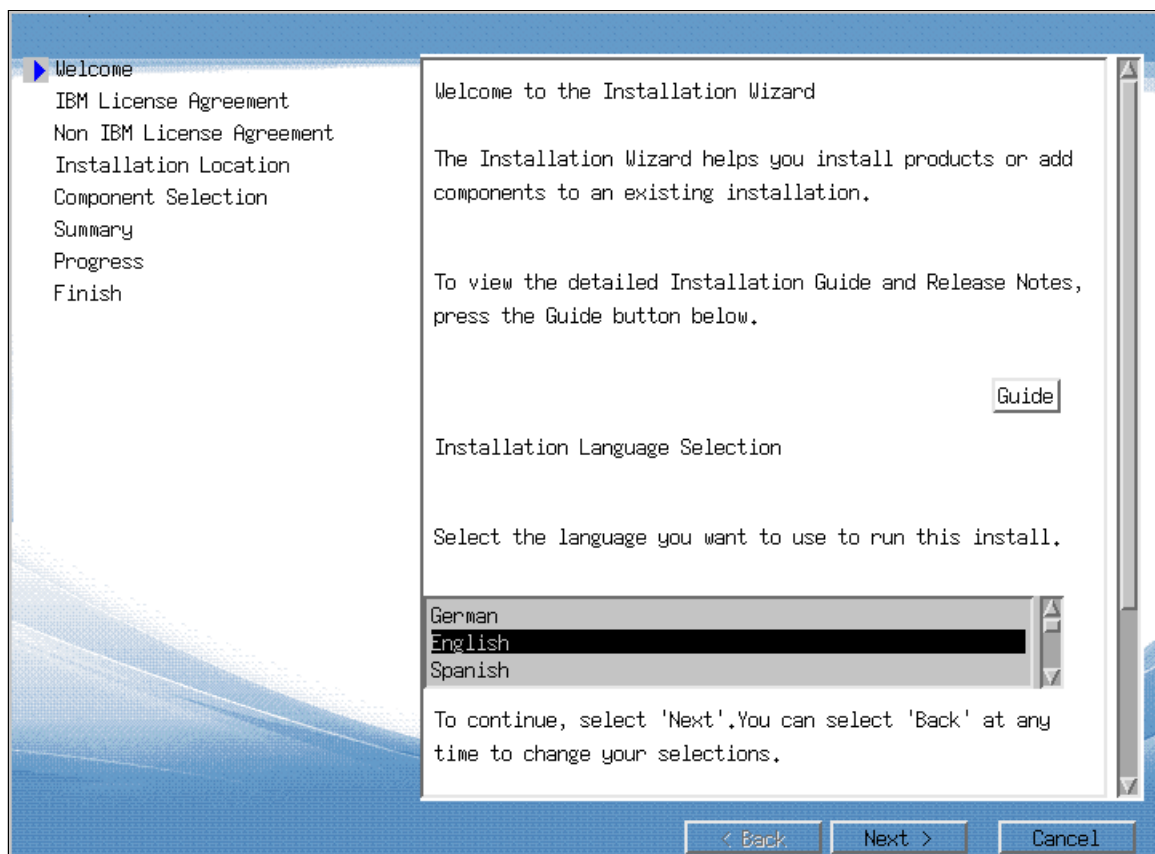 Welcome
IBM License Agreement
Non IBM License Agreement
Installation Location
Component Selection
Summary
Progress
Finish
Welcome to the Installation Wizard
The Installation Wizard helps you install products or add
components to an existing installation.
To view the detailed Installation Guide and Release Notes,
press the Guide button below.
Guide
Installation Language Selection
Select the language you want to use to run this install.
German
English
Spanish
To continue, select 'Next'.You can select 'Back' at any
time to change your selections.
< Back
Next >
Cancel